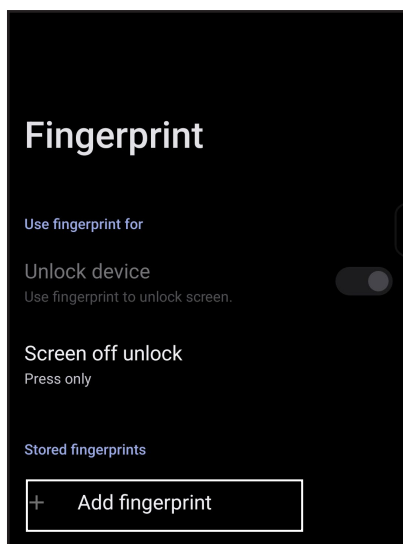 Fingerprint
Use fingerprint for
Unlock device
Use fingerprint to unlock screen.
Screen off unlock
Press only
Stored fingerprints
+ Add fingerprint